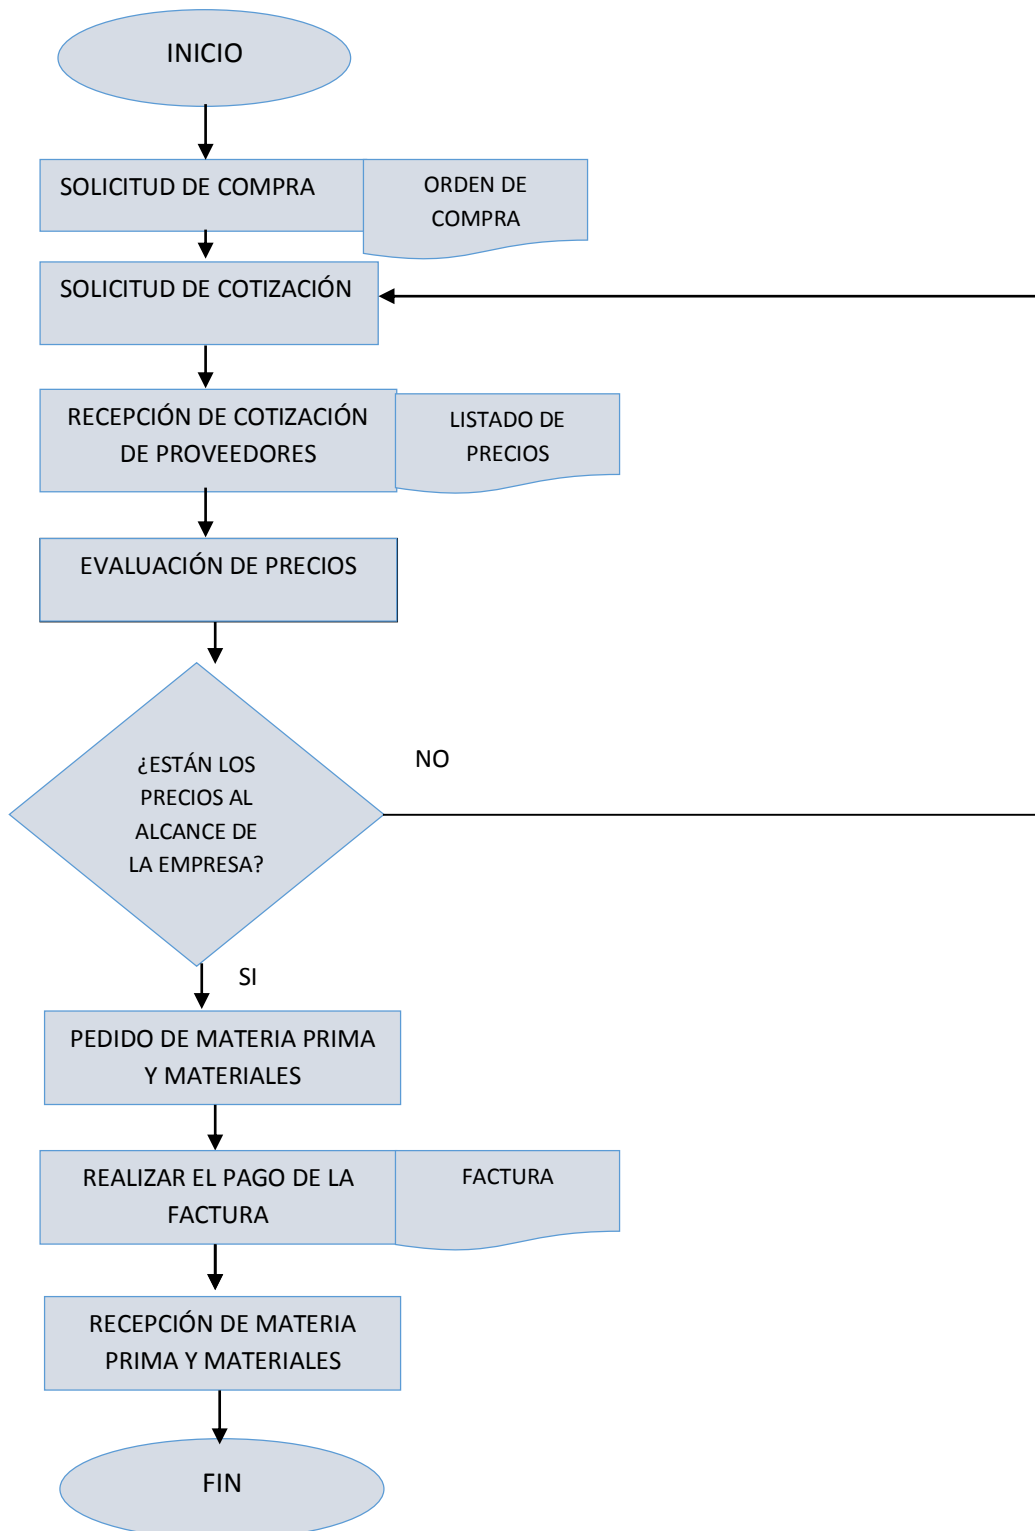 INICIO
SOLICITUD DE COMPRA
ORDEN DE
COMPRA
SOLICITUD DE COTIZACIÓN
RECEPCIÓN DE COTIZACIÓN
DE PROVEEDORES
LISTADO DE
PRECIOS
EVALUACIÓN DE PRECIOS
¿ESTÁN LOS
PRECIOS AL
ALCANCE DE
LA EMPRESA?
NO
SI
PEDIDO DE MATERIA PRIMA
Y MATERIALES
REALIZAR EL PAGO DE LA
FACTURA
FACTURA
RECEPCIÓN DE MATERIA
PRIMA Y MATERIALES
FIN